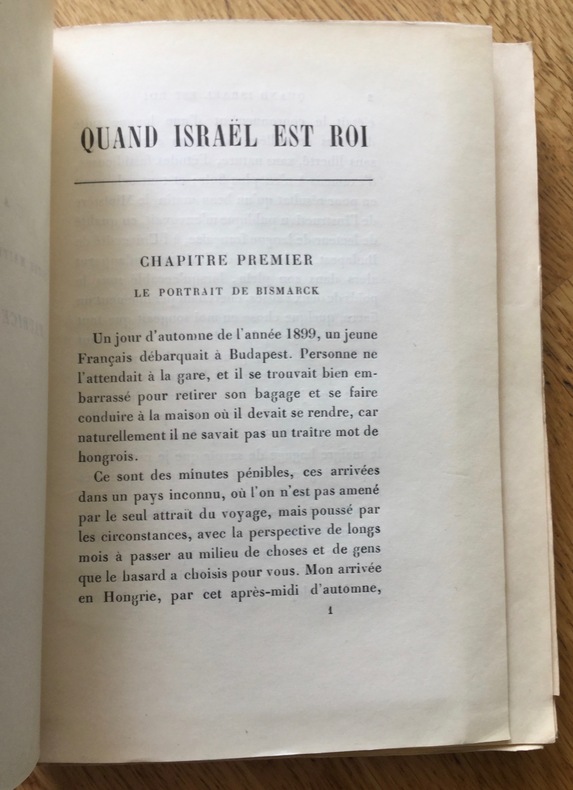 QUAND ISRAËL EST ROI
CHAPITRE PREMIER
LE PORTRAIT DE BISMARCK
Un jour d'automne de l'année 1899, un jeune
Français débarquait à Budapest. Personne ne
l'attendait à la gare, et il se trouvait bien em-
barrassé pour retirer son bagage et se faire
conduire à la maison où il devait se rendre, car
naturellement il ne savait pas un traître mot de
hongrois.
Ce sont des minutes pénibles, ces arrivées
dans un pays inconnu, où l'on n'est pas amené
par le seul attrait du voyage, mais poussé par
les circonstances, avec la perspective de longs
mois à passer au milieu de choses et de gens
que le hasard a choisis pour vous. Mon arrivée
en Hongrie, par cet après-midi d'automne,
1